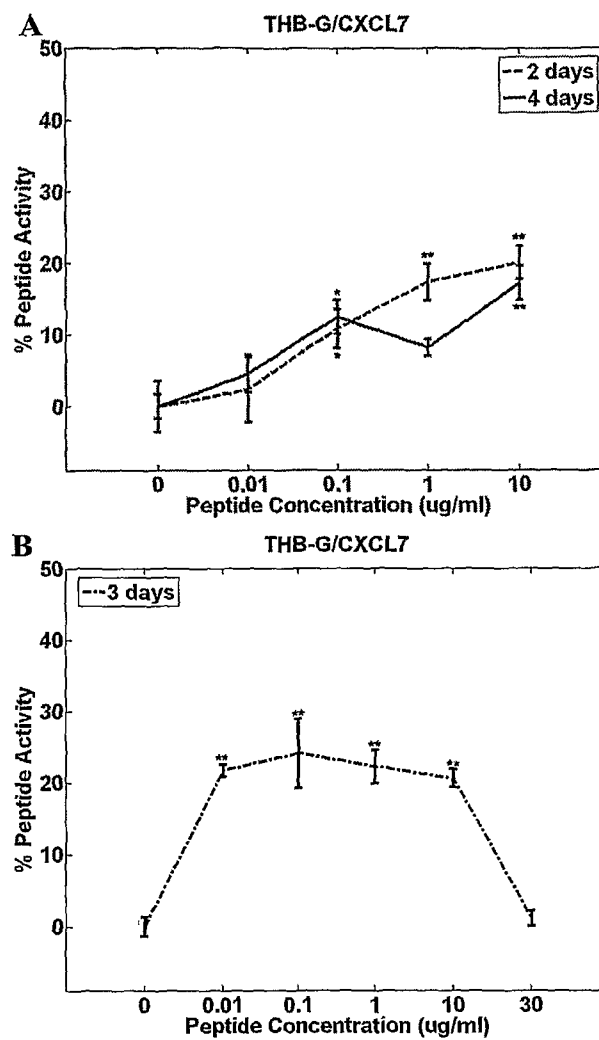 A
THB-G/CXCL7
50
40
30
20
10
0
% Peptide Activity
2 days
4 days
*
*
**
**
**
0 0.01 0.1 1 10
Peptide Concentration (ug/ml)
B
THB-G/CXCL7
50
40
30
20
10
0
% Peptide Activity
3 days
**
**
**
**
0 0.01 0.1 1 10 30
Peptide Concentration (ug/ml)